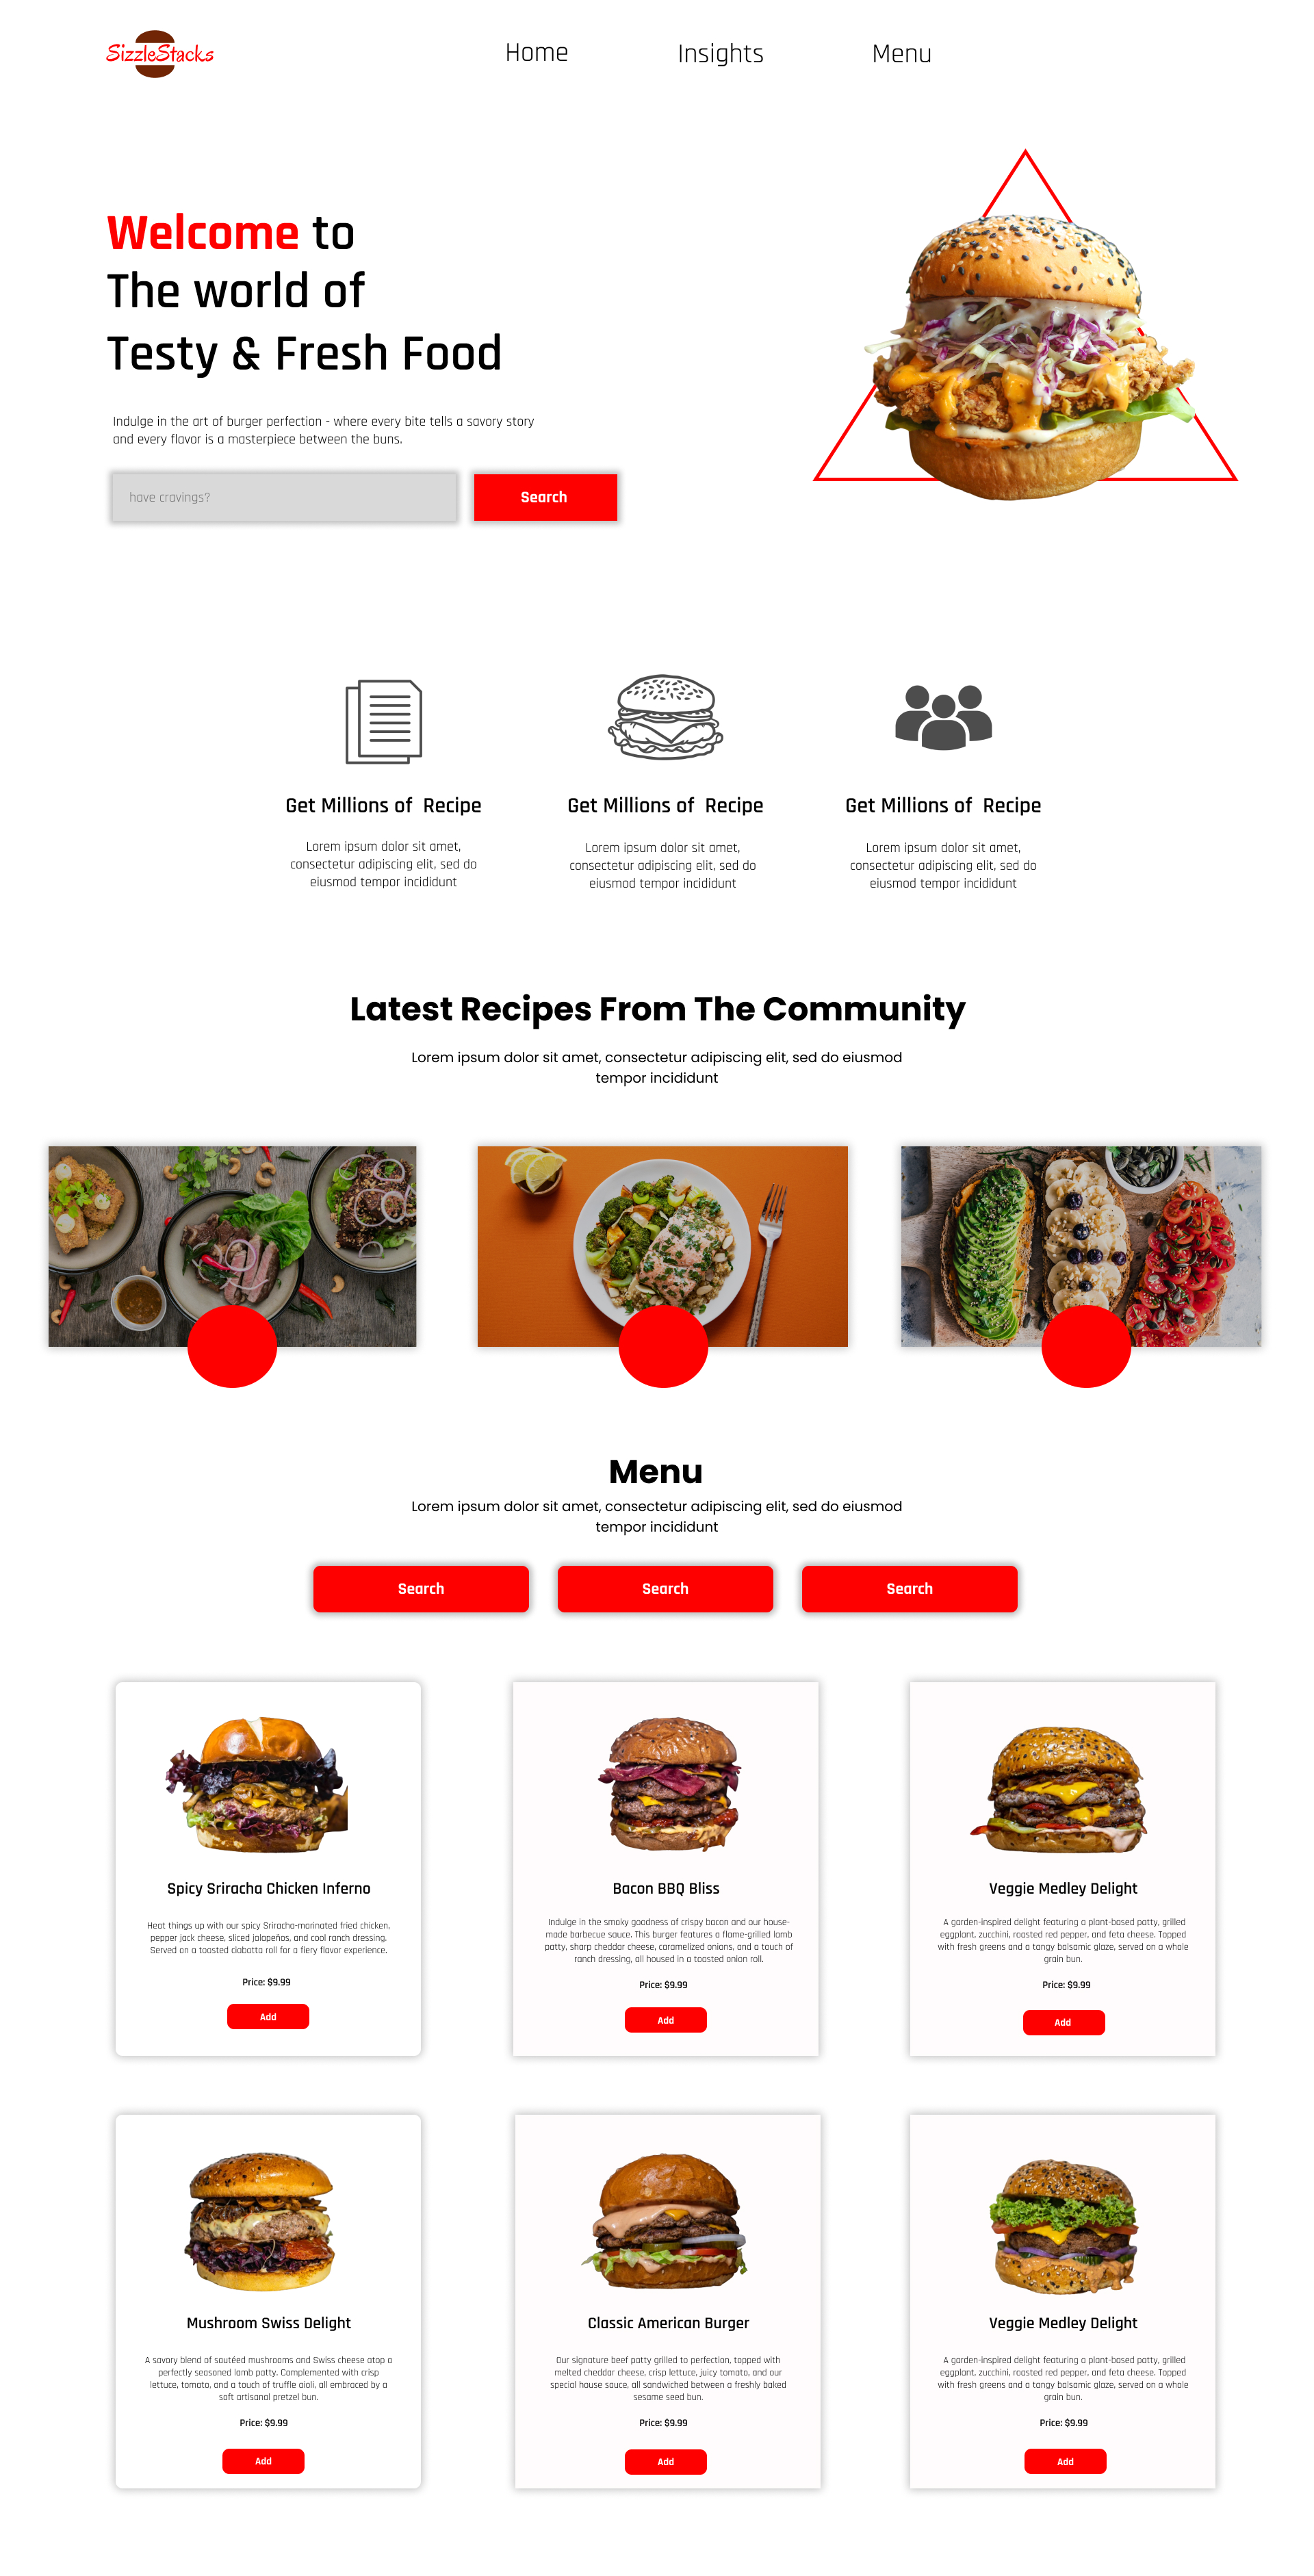 SizzleStacks
Home
Insights
Menu
Welcome to
The world of
Testy & Fresh Food
Indulge in the art of burger perfection - where every bite tells a savory story
and every flavor is a masterpiece between the buns.
have cravings?
Search
Get Millions of Recipe
Lorem ipsum dolor sit amet,
consectetur adipiscing elit, sed do
eiusmod tempor incididunt
Get Millions of Recipe
Lorem ipsum dolor sit amet,
consectetur adipiscing elit, sed do
eiusmod tempor incididunt
Get Millions of Recipe
Lorem ipsum dolor sit amet,
consectetur adipiscing elit, sed do
eiusmod tempor incididunt
Latest Recipes From The Community
Lorem ipsum dolor sit amet, consectetur adipiscing elit, sed do eiusmod
tempor incididunt
Menu
Lorem ipsum dolor sit amet, consectetur adipiscing elit, sed do eiusmod
tempor incididunt
Search
Search
Search
Spicy Sriracha Chicken Inferno
Heat things up with our spicy Sriracha-marinated fried chicken,
pepper jack cheese, sliced jalapeños, and cool ranch dressing.
Served on a toasted ciabatta roll for a fiery flavor experience.
Price: $9.99
Add
Bacon BBQ Bliss
Indulge in the smoky goodness of crispy bacon and our house-
made barbecue sauce. This burger features a flame-grilled lamb
patty, sharp cheddar cheese, caramelized onions, and a touch of
ranch dressing, all housed in a toasted onion roll.
Price: $9.99
Add
Veggie Medley Delight
A garden-inspired delight featuring a plant-based patty, grilled
eggplant, zucchini, roasted red pepper, and feta cheese. Topped
with fresh greens and a tangy balsamic glaze, served on a whole
grain bun.
Price: $9.99
Add
Mushroom Swiss Delight
A savory blend of sautéed mushrooms and Swiss cheese atop a
perfectly seasoned lamb patty. Complemented with crisp
lettuce, tomato, and a touch of truffle aioli, all embraced by a
soft artisanal pretzel bun.
Price: $9.99
Add
Classic American Burger
Our signature beef patty grilled to perfection, topped with
melted cheddar cheese, crisp lettuce, juicy tomato, and our
special house sauce, all sandwiched between a freshly baked
sesame seed bun.
Price: $9.99
Add
Veggie Medley Delight
A garden-inspired delight featuring a plant-based patty, grilled
eggplant, zucchini, roasted red pepper, and feta cheese. Topped
with fresh greens and a tangy balsamic glaze, served on a whole
grain bun.
Price: $9.99
Add